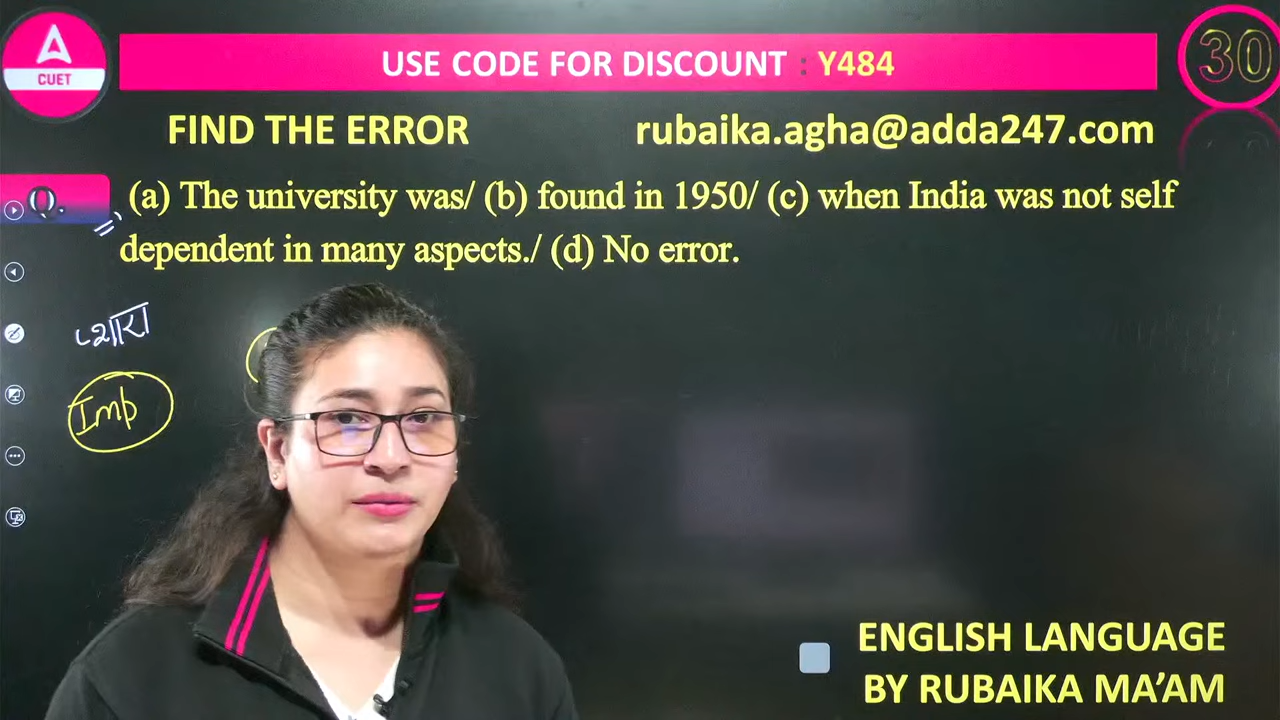 CUET
USE CODE FOR DISCOUNT : Y484
30
FIND THE ERROR
rubaika.agha@adda247.com
Q. (a) The university was/ (b) found in 1950/ (c) when India was not self
dependent in many aspects./ (d) No error.
Imp
ENGLISH LANGUAGE
BY RUBAIKA MA’AM